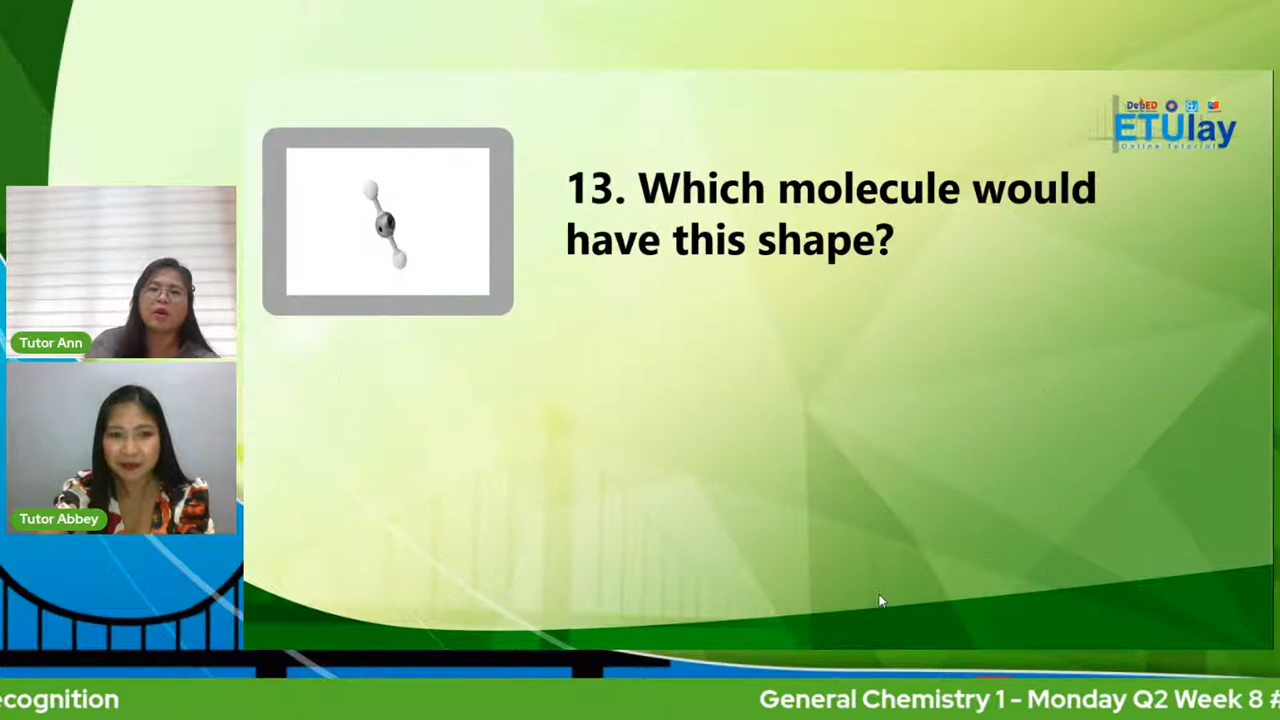 DepED
ETUlay
Online Tutorial
13. Which molecule would
have this shape?
Tutor Ann
Tutor Abbey
ecognition
General Chemistry 1 - Monday Q2 Week 8 #